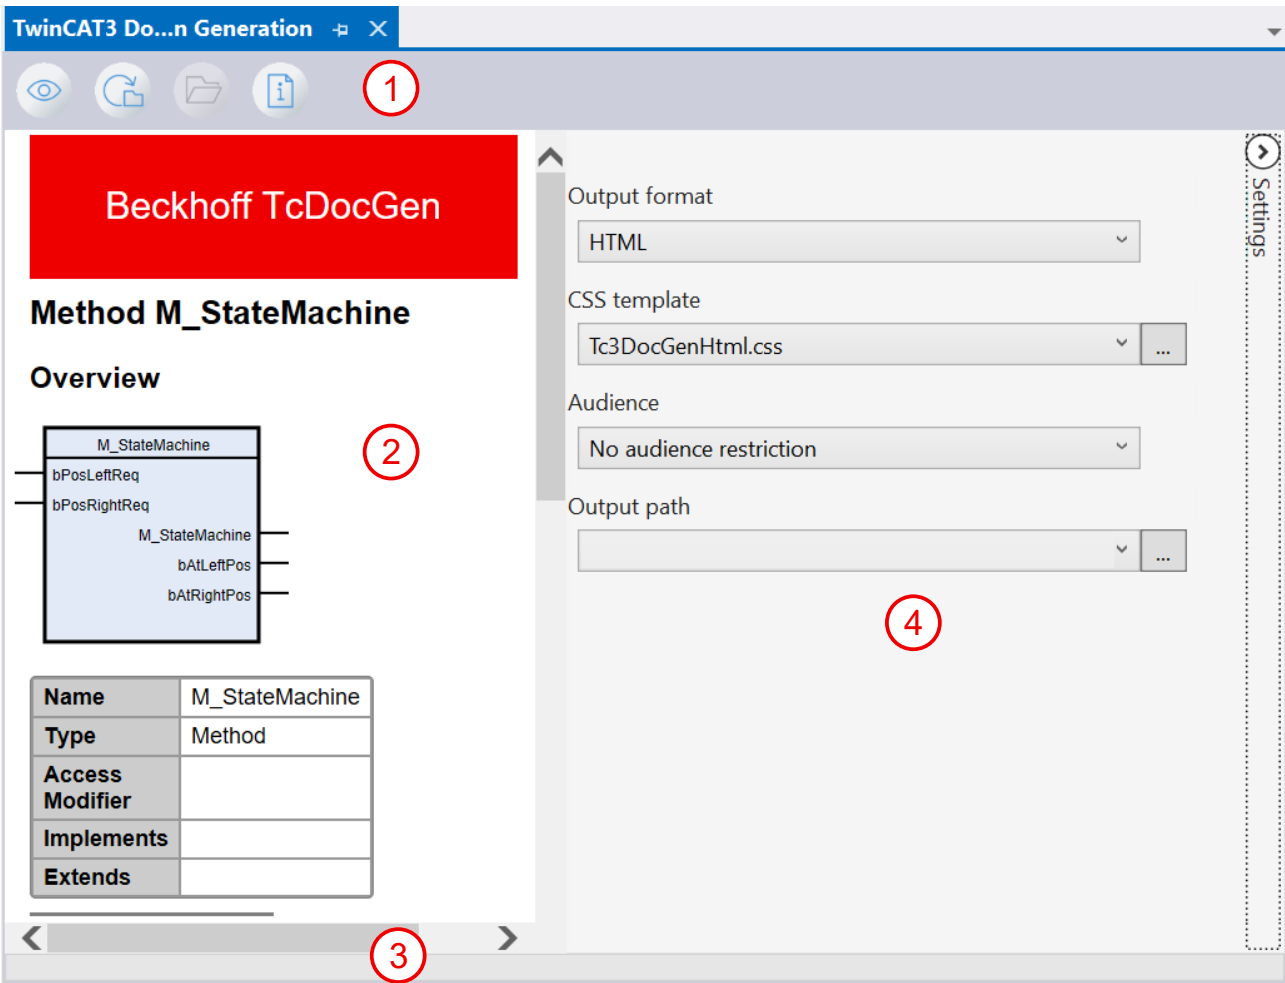 TwinCAT3 Do...n Generation
1
Beckhoff TcDocGen
Method M_StateMachine
Overview
M_StateMachine
bPosLeftReq
bPosRightReq
M_StateMachine
bAtLeftPos
bAtRightPos
2
Name M_StateMachine
Type Method
Access
Modifier
Implements
Extends
3
Output format
HTML
CSS template
Tc3DocGenHtml.css
...
Audience
No audience restriction
Output path
...
4
Settings